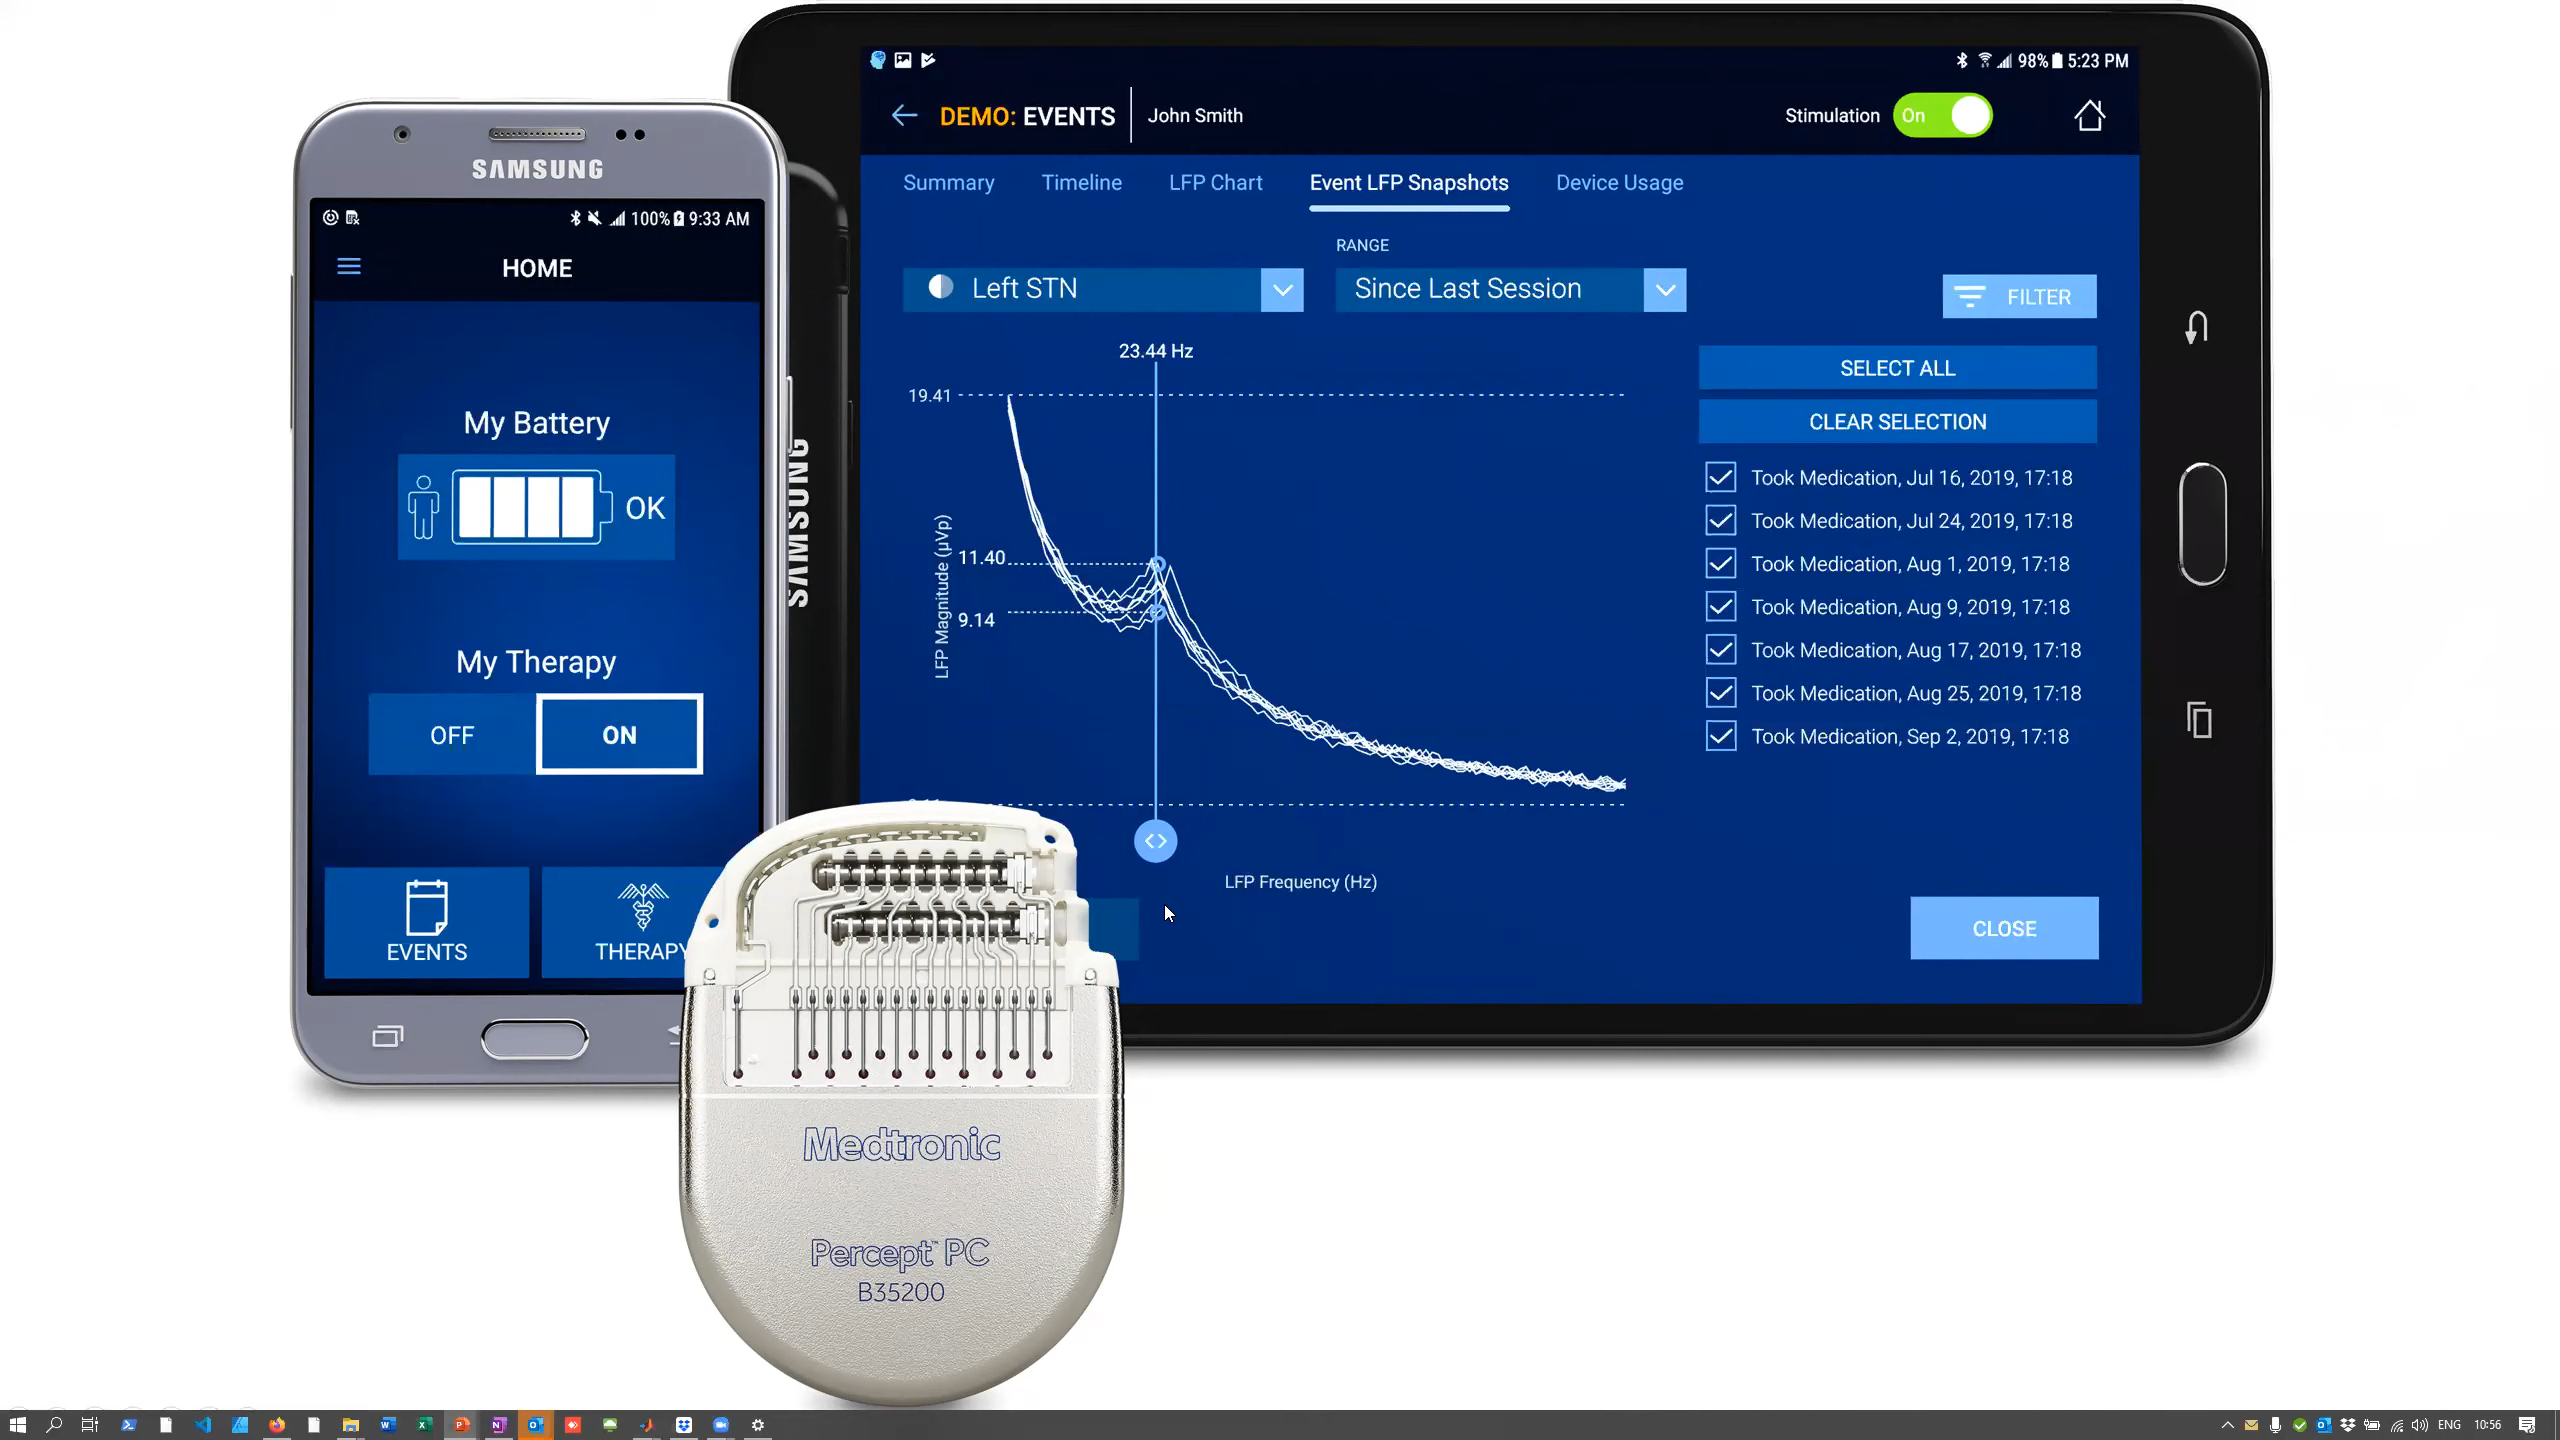 SAMSUNG
100% 9:33 AM
HOME
My Battery
OK
My Therapy
OFF
ON
EVENTS
THERAPY
SAMSUNG
98% 5:23 PM
DEMO: EVENTS
John Smith
Stimulation
On
Summary
Timeline
LFP Chart
Event LFP Snapshots
Device Usage
RANGE
Left STN
Since Last Session
FILTER
23.44 Hz
19.41
11.40
9.14
LFP Magnitude (µVp)
LFP Frequency (Hz)
SELECT ALL
CLEAR SELECTION
Took Medication, Jul 16, 2019, 17:18
Took Medication, Jul 24, 2019, 17:18
Took Medication, Aug 1, 2019, 17:18
Took Medication, Aug 9, 2019, 17:18
Took Medication, Aug 17, 2019, 17:18
Took Medication, Aug 25, 2019, 17:18
Took Medication, Sep 2, 2019, 17:18
CLOSE
Medtronic
Percept™ PC
B35200
ENG
10:56